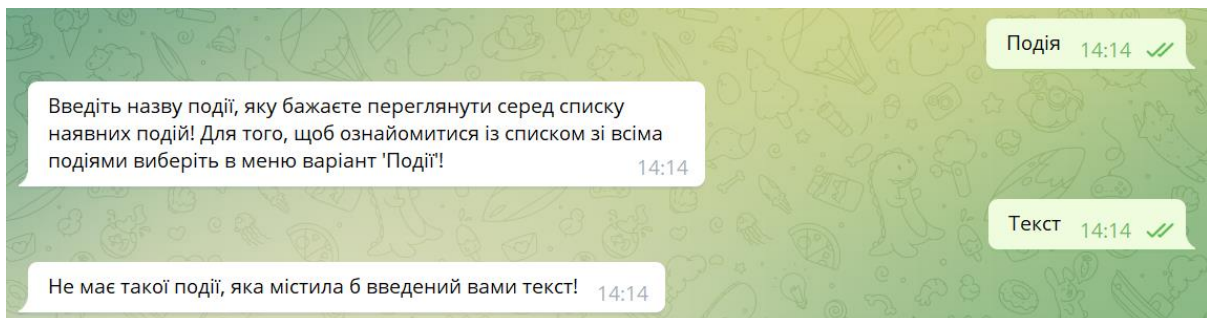 Подія 14:14
Введіть назву події, яку бажаєте переглянути серед списку
наявних подій! Для того, щоб ознайомитися із списком зі всіма
подіями виберіть в меню варіант 'Події'!
14:14
Текст 14:14
Не має такої події, яка містила б введений вами текст! 14:14